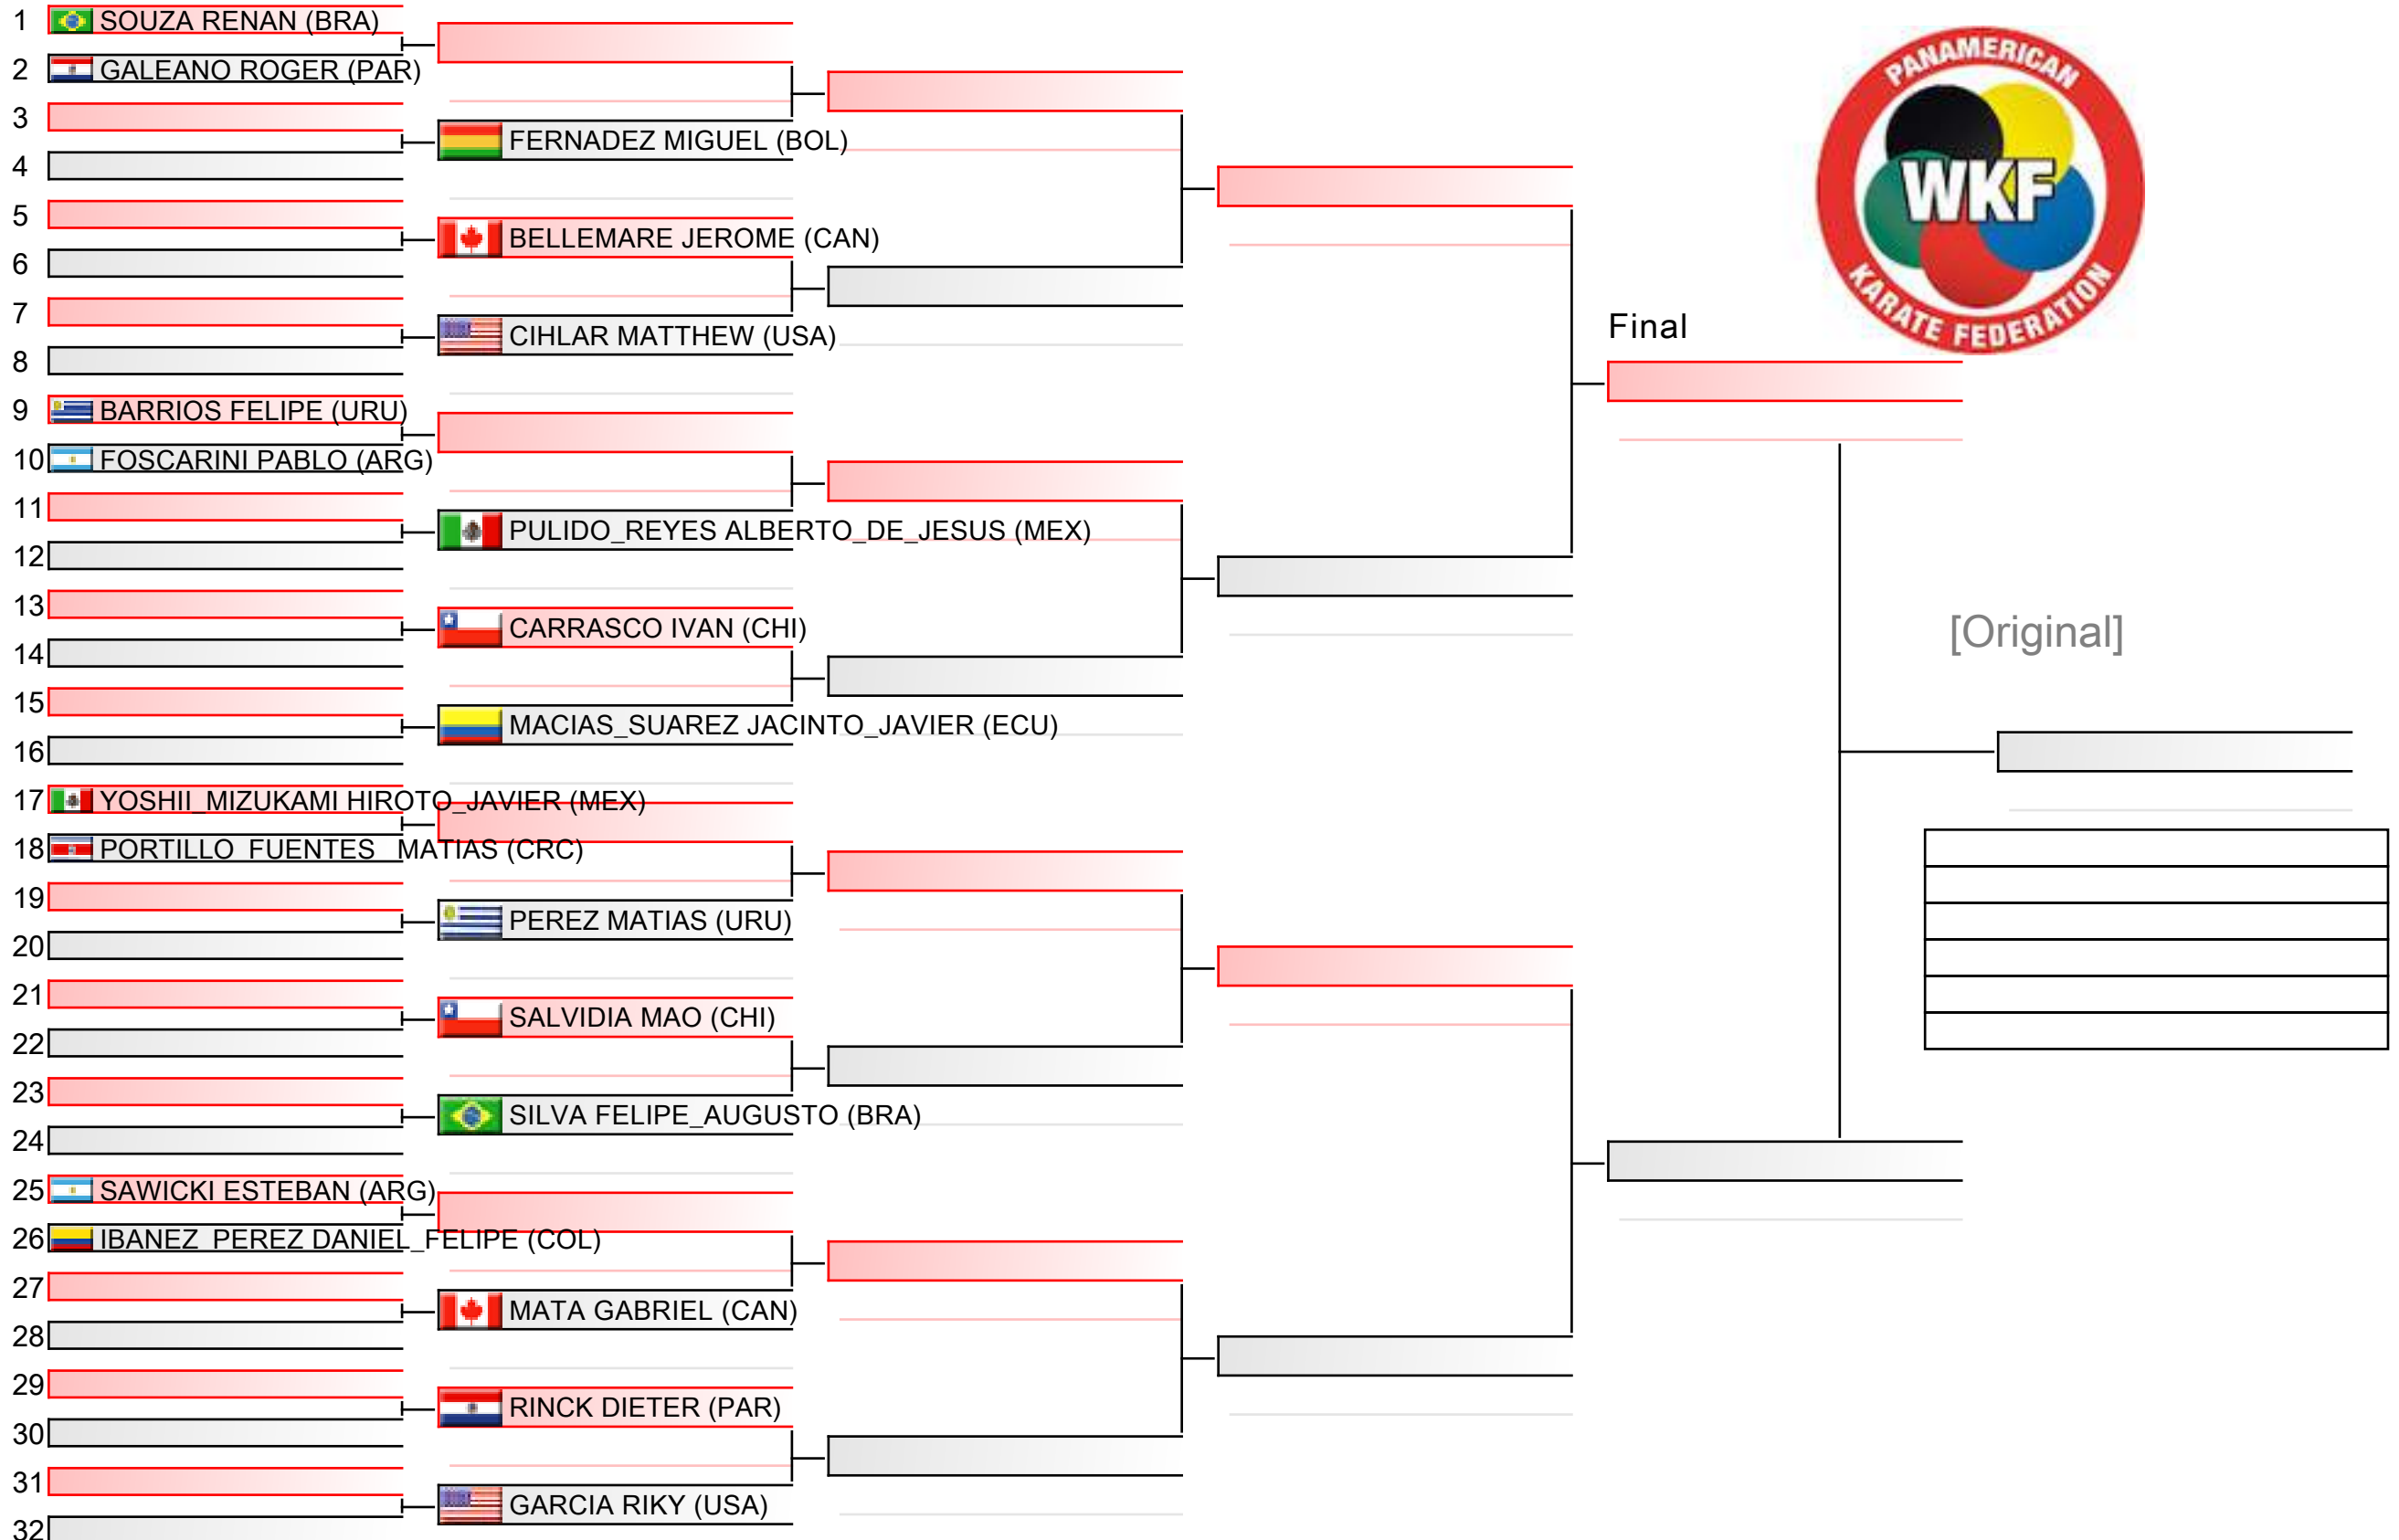 1 SOUZA RENAN (BRA)
2 GALEANO ROGER (PAR)
3
FERNADEZ MIGUEL (BOL)
4
5
BELLEMARE JEROME (CAN)
6
7
CIHLAR MATTHEW (USA)
8
9 BARRIOS FELIPE (URU)
10 FOSCARINI PABLO (ARG)
11
PULIDO_REYES ALBERTO_DE_JESUS (MEX)
12
13
CARRASCO IVAN (CHI)
14
15
MACIAS_SUAREZ JACINTO_JAVIER (ECU)
16
17 YOSHII_MIZUKAMI HIROTO_JAVIER (MEX)
18 PORTILLO_FUENTES_ MATIAS (CRC)
19
PEREZ MATIAS (URU)
20
21
SALVIDIA MAO (CHI)
22
23
SILVA FELIPE_AUGUSTO (BRA)
24
25 SAWICKI ESTEBAN (ARG)
26 IBANEZ_PEREZ DANIEL_FELIPE (COL)
27
MATA GABRIEL (CAN)
28
29
RINCK DIETER (PAR)
30
31
GARCIA RIKY (USA)
32
Final
PANAMERICAN
WKF
KARATE FEDERATION
[Original]